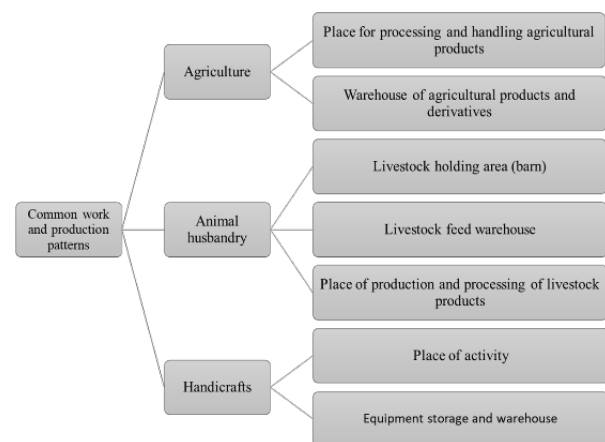 Place for processing and handling agricultural
products
Agriculture
Warehouse of agricultural products and
derivatives
Livestock holding area (barn)
Common work
and production
patterns
Animal
husbandry
Livestock feed warehouse
Place of production and processing of livestock
products
Place of activity
Handicrafts
Equipment storage and warehouse